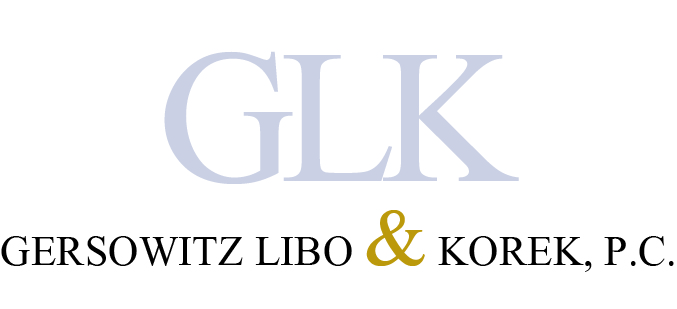 GLK
GERSOWITZ LIBO & KOREK, P.C.